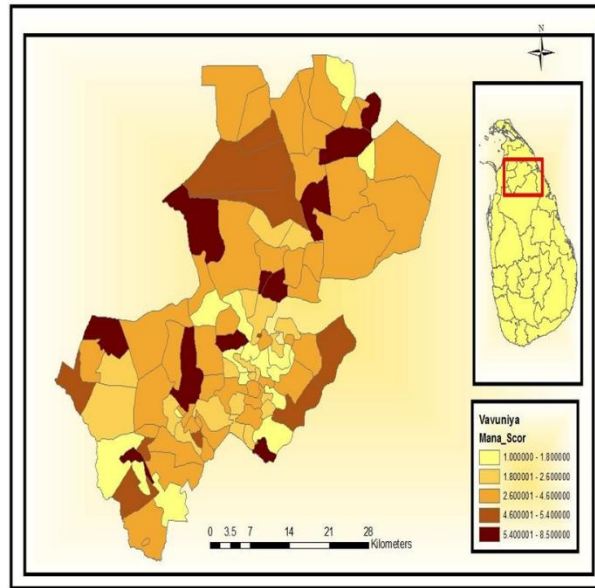 N
Vavuniya
Mana_Scor
1.000000 - 1.800000
1.800001 - 2.600000
2.600001 - 4.600000
4.600001 - 5.400000
5.400001 - 8.500000
0 3.5 7 14 21 28
Kilometers